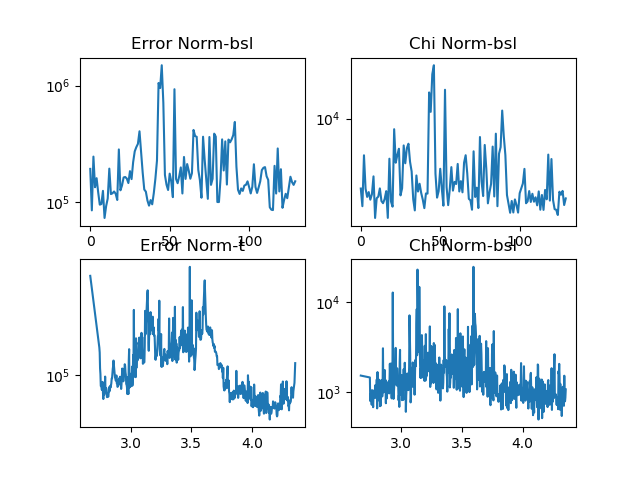 Error Norm-bsl
Chi Norm-bsl
10^6
10^5
10^4
0 50 100
0 50 100
Error Norm-t
Chi Norm-bsl
10^5
10^4
10^3
3.0 3.5 4.0
3.0 3.5 4.0